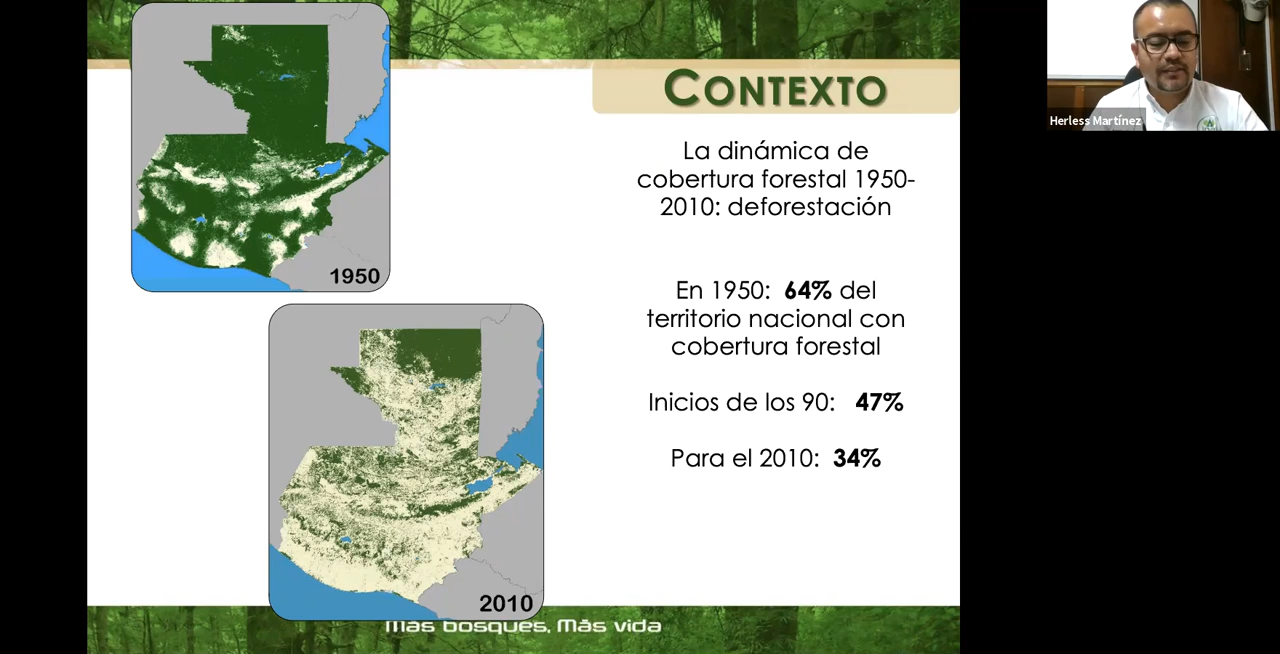 CONTEXTO
Herless Martínez
La dinámica de
cobertura forestal 1950-
2010: deforestación
En 1950: 64% del
territorio nacional con
cobertura forestal
Inicios de los 90: 47%
Para el 2010: 34%
1950
2010
Más bosques, Más vida